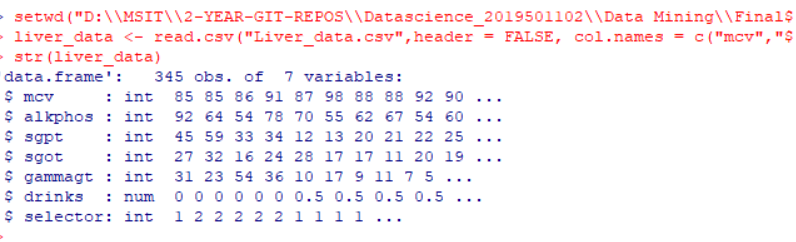 > setwd("D:\\MSIT\\2-YEAR-GIT-REPOS\\Datascience_2019501102\\Data Mining\\Final$
> liver_data <- read.csv("Liver_data.csv",header = FALSE, col.names = c("mcv","$
> str(liver_data)
'data.frame':   345 obs. of  7 variables:
 $ mcv     : int  85 85 86 91 87 98 88 88 92 90 ...
 $ alkphos : int  92 64 54 78 70 55 62 67 54 60 ...
 $ sgpt    : int  45 59 33 34 12 13 20 21 22 25 ...
 $ sgot    : int  27 32 16 24 28 17 17 11 20 19 ...
 $ gammagt : int  31 23 54 36 10 17 9 11 7 5 ...
 $ drinks  : num  0 0 0 0 0 0.5 0.5 0.5 0.5 ...
 $ selector: int  1 2 2 2 2 2 1 1 1 1 ...
>